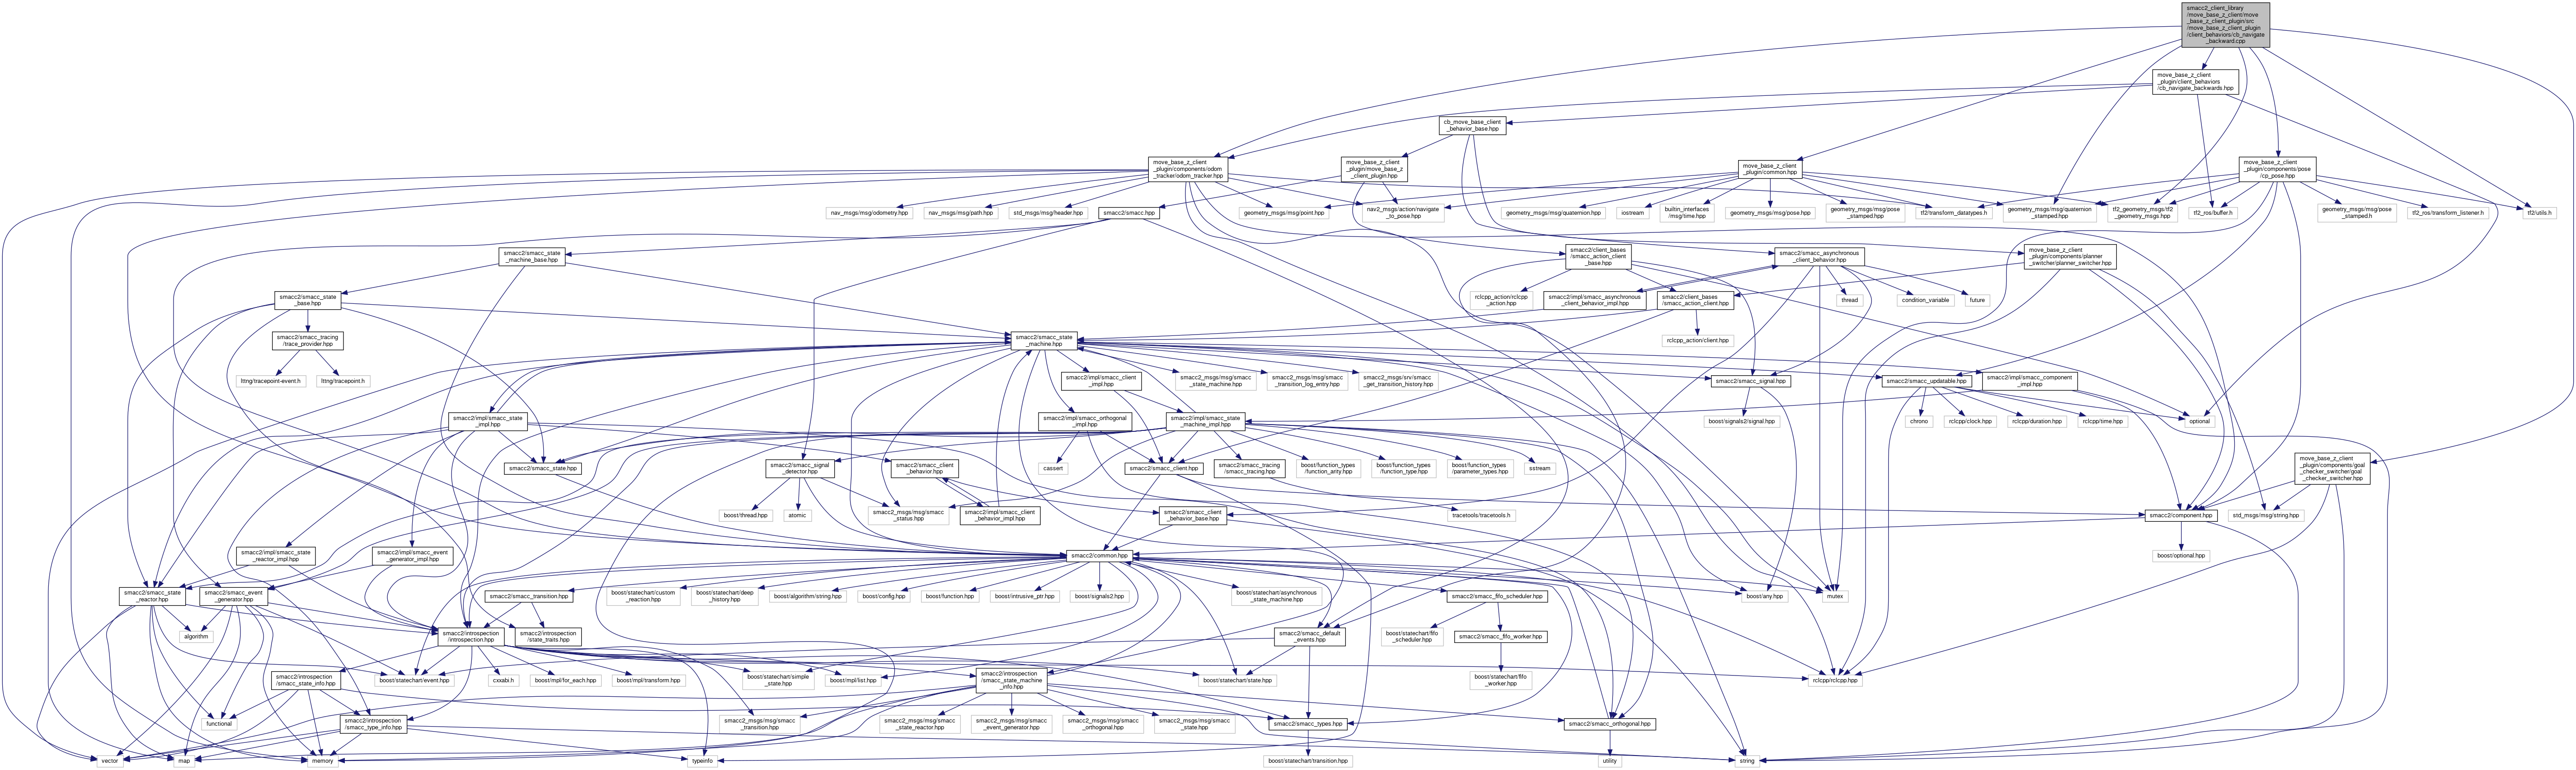 smacc2_client_library
/move_base_z_client/move
_base_z_client_plugin/src
/move_base_z_client_plugin
/client_behaviors/cb_navigate
_backward.cpp
move_base_z_client
_plugin/client_behaviors
/cb_navigate_backwards.hpp
cb_move_base_client
_behavior_base.hpp
move_base_z_client
_plugin/components/odom
_tracker/odom_tracker.hpp
move_base_z_client
_plugin/move_base_z
_client_plugin.hpp
move_base_z_client
_plugin/common.hpp
move_base_z_client
_plugin/components/pose
/cp_pose.hpp
nav_msgs/msg/odometry.hpp
nav_msgs/msg/path.hpp
std_msgs/msg/header.hpp
smacc2/smacc.hpp
geometry_msgs/msg/point.hpp
nav2_msgs/action/navigate
_to_pose.hpp
geometry_msgs/msg/quaternion.hpp
iostream
builtin_interfaces
/msg/time.hpp
geometry_msgs/msg/pose.hpp
geometry_msgs/msg/pose
_stamped.hpp
tf2/transform_datatypes.h
geometry_msgs/msg/quaternion
_stamped.hpp
tf2_geometry_msgs/tf2
_geometry_msgs.hpp
tf2_ros/buffer.h
geometry_msgs/msg/pose
_stamped.h
tf2_ros/transform_listener.h
tf2/utils.h
smacc2/smacc_state
_machine_base.hpp
smacc2/client_bases
/smacc_action_client
_base.hpp
smacc2/smacc_asynchronous
_client_behavior.hpp
move_base_z_client
_plugin/components/planner
_switcher/planner_switcher.hpp
smacc2/smacc_state
_base.hpp
rclcpp_action/rclcpp
_action.hpp
smacc2/impl/smacc_asynchronous
_client_behavior_impl.hpp
smacc2/client_bases
/smacc_action_client.hpp
thread
condition_variable
future
smacc2/smacc_tracing
/trace_provider.hpp
smacc2/smacc_state
_machine.hpp
rclcpp_action/client.hpp
lttng/tracepoint-event.h
lttng/tracepoint.h
smacc2/impl/smacc_client
_impl.hpp
smacc2_msgs/msg/smacc
_state_machine.hpp
smacc2_msgs/msg/smacc
_transition_log_entry.hpp
smacc2_msgs/srv/smacc
_get_transition_history.hpp
smacc2/smacc_signal.hpp
smacc2/smacc_updatable.hpp
smacc2/impl/smacc_component
_impl.hpp
smacc2/impl/smacc_state
_impl.hpp
smacc2/impl/smacc_orthogonal
_impl.hpp
smacc2/impl/smacc_state
_machine_impl.hpp
boost/signals2/signal.hpp
chrono
rclcpp/clock.hpp
rclcpp/duration.hpp
rclcpp/time.hpp
optional
smacc2/smacc_state.hpp
smacc2/smacc_signal
_detector.hpp
smacc2/smacc_client
_behavior.hpp
cassert
smacc2/smacc_client.hpp
smacc2/smacc_tracing
/smacc_tracing.hpp
boost/function_types
/function_arity.hpp
boost/function_types
/function_type.hpp
boost/function_types
/parameter_types.hpp
sstream
move_base_z_client
_plugin/components/goal
_checker_switcher/goal
_checker_switcher.hpp
boost/thread.hpp
atomic
smacc2_msgs/msg/smacc
_status.hpp
smacc2/impl/smacc_client
_behavior_impl.hpp
smacc2/smacc_client
_behavior_base.hpp
tracetools/tracetools.h
smacc2/component.hpp
std_msgs/msg/string.hpp
smacc2/impl/smacc_state
_reactor_impl.hpp
smacc2/impl/smacc_event
_generator_impl.hpp
smacc2/common.hpp
boost/optional.hpp
smacc2/smacc_state
_reactor.hpp
smacc2/smacc_event
_generator.hpp
smacc2/smacc_transition.hpp
boost/statechart/custom
_reaction.hpp
boost/statechart/deep
_history.hpp
boost/algorithm/string.hpp
boost/config.hpp
boost/function.hpp
boost/intrusive_ptr.hpp
boost/signals2.hpp
boost/statechart/asynchronous
_state_machine.hpp
smacc2/smacc_fifo_scheduler.hpp
boost/any.hpp
mutex
algorithm
smacc2/introspection
/introspection.hpp
smacc2/introspection
/state_traits.hpp
smacc2/smacc_default
_events.hpp
boost/statechart/fifo
_scheduler.hpp
smacc2/smacc_fifo_worker.hpp
smacc2/introspection
/smacc_state_info.hpp
boost/statechart/event.hpp
cxxabi.h
boost/mpl/for_each.hpp
boost/mpl/transform.hpp
boost/statechart/simple
_state.hpp
boost/mpl/list.hpp
smacc2/introspection
/smacc_state_machine
_info.hpp
boost/statechart/state.hpp
boost/statechart/fifo
_worker.hpp
rclcpp/rclcpp.hpp
functional
smacc2/introspection
/smacc_type_info.hpp
smacc2_msgs/msg/smacc
_transition.hpp
smacc2_msgs/msg/smacc
_state_reactor.hpp
smacc2_msgs/msg/smacc
_event_generator.hpp
smacc2_msgs/msg/smacc
_orthogonal.hpp
smacc2_msgs/msg/smacc
_state.hpp
smacc2/smacc_types.hpp
smacc2/smacc_orthogonal.hpp
vector
map
memory
typeinfo
boost/statechart/transition.hpp
utility
string